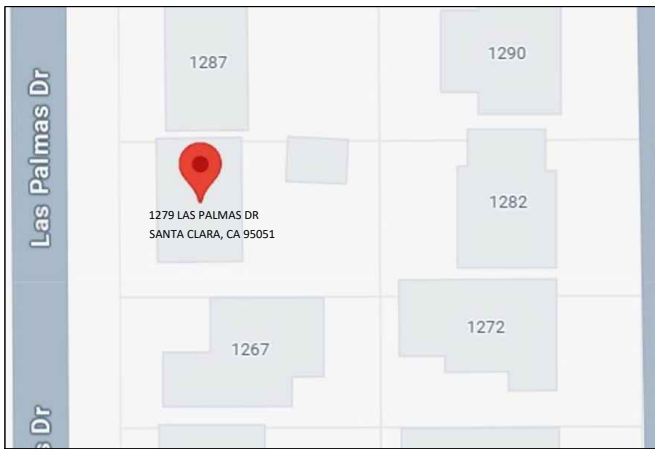 1287
1290
Las Palmas Dr
1279 LAS PALMAS DR
SANTA CLARA, CA 95051
1282
1272
1267
s Dr